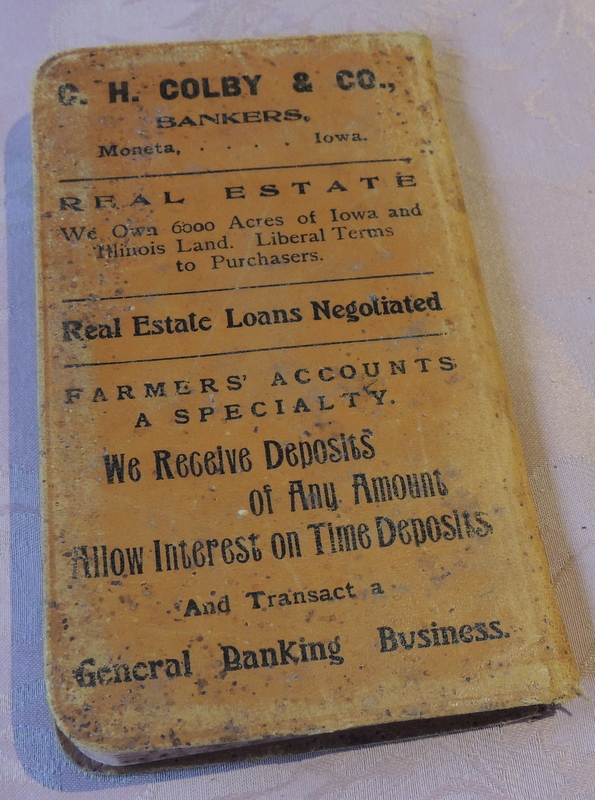 C. H. COLBY & CO.,
BANKERS,
Moneta, . . . . Iowa.
REAL ESTATE
We Own 6000 Acres of Iowa and
Illinois Land. Liberal Terms
to Purchasers.
Real Estate Loans Negotiated
FARMERS' ACCOUNTS
A SPECIALTY.
We Receive Deposits
of Any Amount
Allow Interest on Time Deposits
And Transact a
General Banking Business.